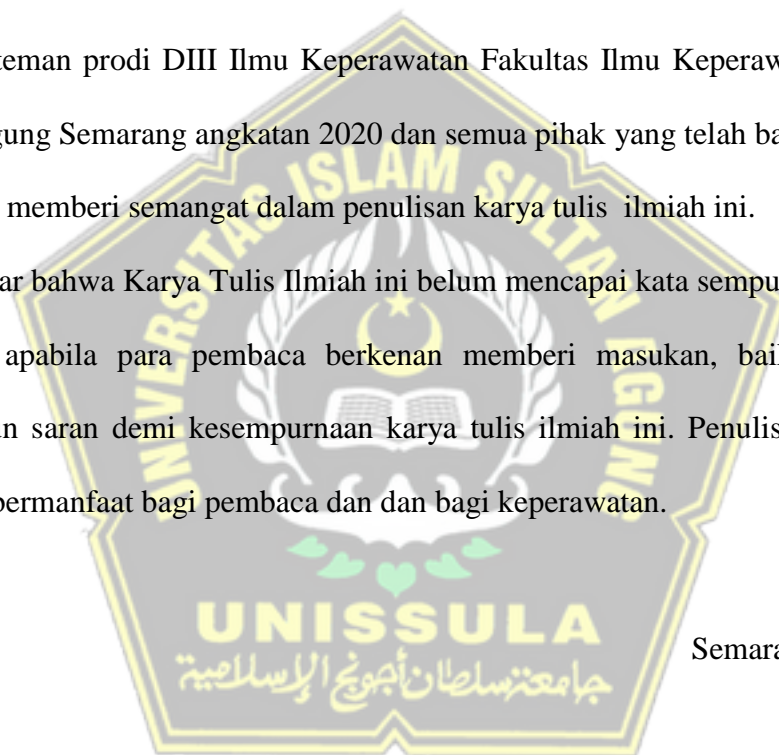 teman prodi DIII Ilmu Keperawatan Fakultas Ilmu Keperaw
gung Semarang angkatan 2020 dan semua pihak yang telah ba
memberi semangat dalam penulisan karya tulis ilmiah ini.
ar bahwa Karya Tulis Ilmiah ini belum mencapai kata sempu
apabila para pembaca berkenan memberi masukan, bai
n saran demi kesempurnaan karya tulis ilmiah ini. Penulis
bermanfaat bagi pembaca dan dan bagi keperawatan.
Semara
UNIVERSITAS ISLAM SULTAN AGUNG
UNISSULA
جامعتنسلطان أجونج الإسلامية